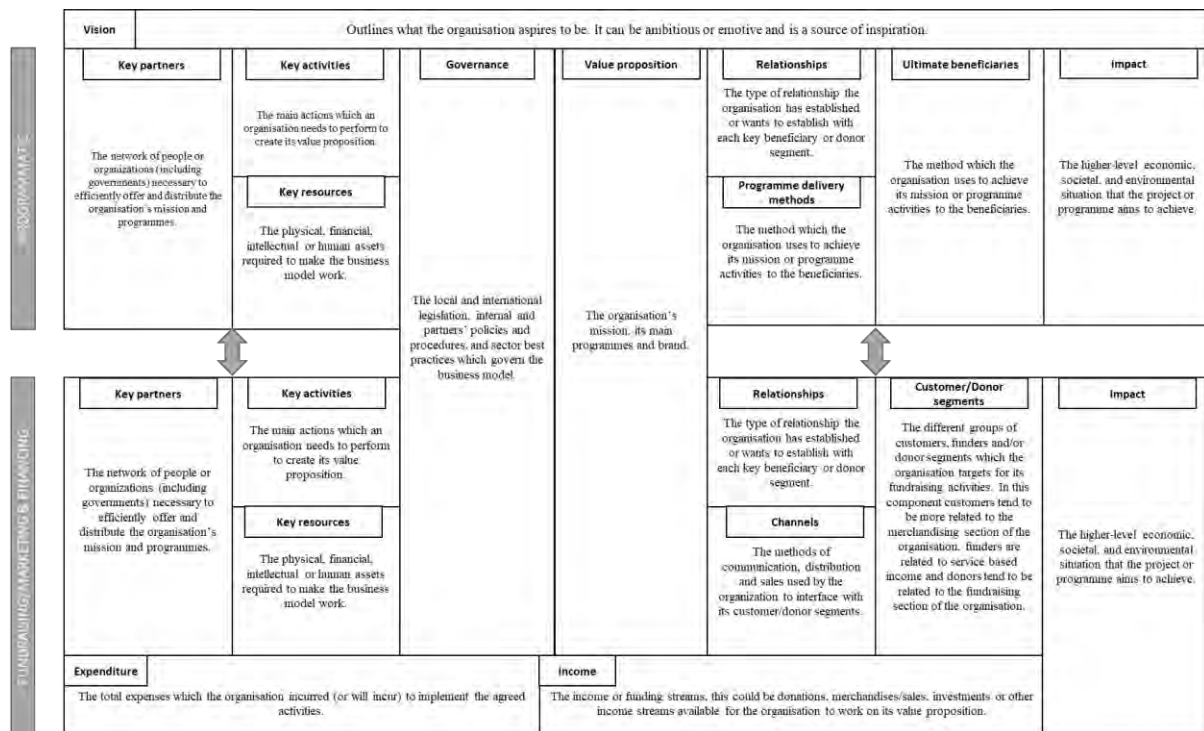 Vision
Outlines what the organisation aspires to be. It can be ambitious or emotive and is a source of inspiration.
PROGRAMMATIC
Key partners
The network of people or
organizations (including
governments) necessary to
efficiently offer and distribute the
organisation's mission and
programmes.
Key activities
The main actions which an
organisation needs to perform to
create its value proposition.
Key resources
The physical, financial,
intellectual or human assets
required to make the business
model work.
Governance
The local and international
legislation, internal and
partners' policies and
procedures, and sector best
practices which govern the
business model.
Value proposition
The organisation's
mission, its main
programmes and brand.
Relationships
The type of relationship the
organisation has established
or wants to establish with
each key beneficiary or donor
segment.
Programme delivery
methods
The method which the
organisation uses to achieve
its mission or programme
activities to the beneficiaries.
Ultimate beneficiaries
The method which the
organisation uses to achieve
its mission or programme
activities to the beneficiaries.
Impact
The higher-level economic,
societal, and environmental
situation that the project or
programme aims to achieve.
FUNDRAISING/MARKETING & FINANCING
Key partners
The network of people or
organizations (including
governments) necessary to
efficiently offer and
distribute the organisation's
mission and programmes.
Key activities
The main actions which an
organisation needs to perform
to create its value
proposition.
Key resources
The physical, financial,
intellectual or human assets
required to make the
business model work.
Relationships
The type of relationship the
organisation has established
or wants to establish with
each key beneficiary or donor
segment.
Channels
The methods of
communication, distribution
and sales used by the
organization to interface with
its customer/donor segments.
Customer/Donor
segments
The different groups of
customers, funders and/or
donor segments which the
organisation targets for its
fundraising activities. In this
component customers tend to
be more related to the
merchandising section of the
organisation, funders are
related to service based
income and donors tend to be
related to the fundraising
section of the organisation.
Impact
The higher-level economic,
societal, and environmental
situation that the project or
programme aims to achieve.
Expenditure
The total expenses which the organisation incurred (or will incur) to implement the agreed
activities.
Income
The income or funding streams, this could be donations, merchandises/sales, investments or other
income streams available for the organisation to work on its value proposition.